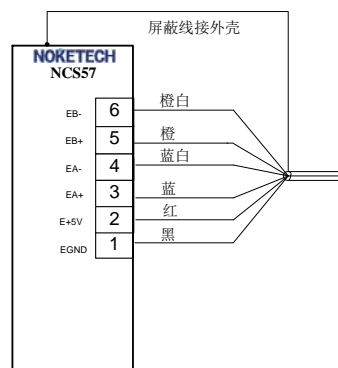 屏蔽线接外壳
NOKETECH
NCS57
EB- 6 橙白
EB+ 5 橙
EA- 4 蓝白
EA+ 3 蓝
E+5V 2 红
EGND 1 黑